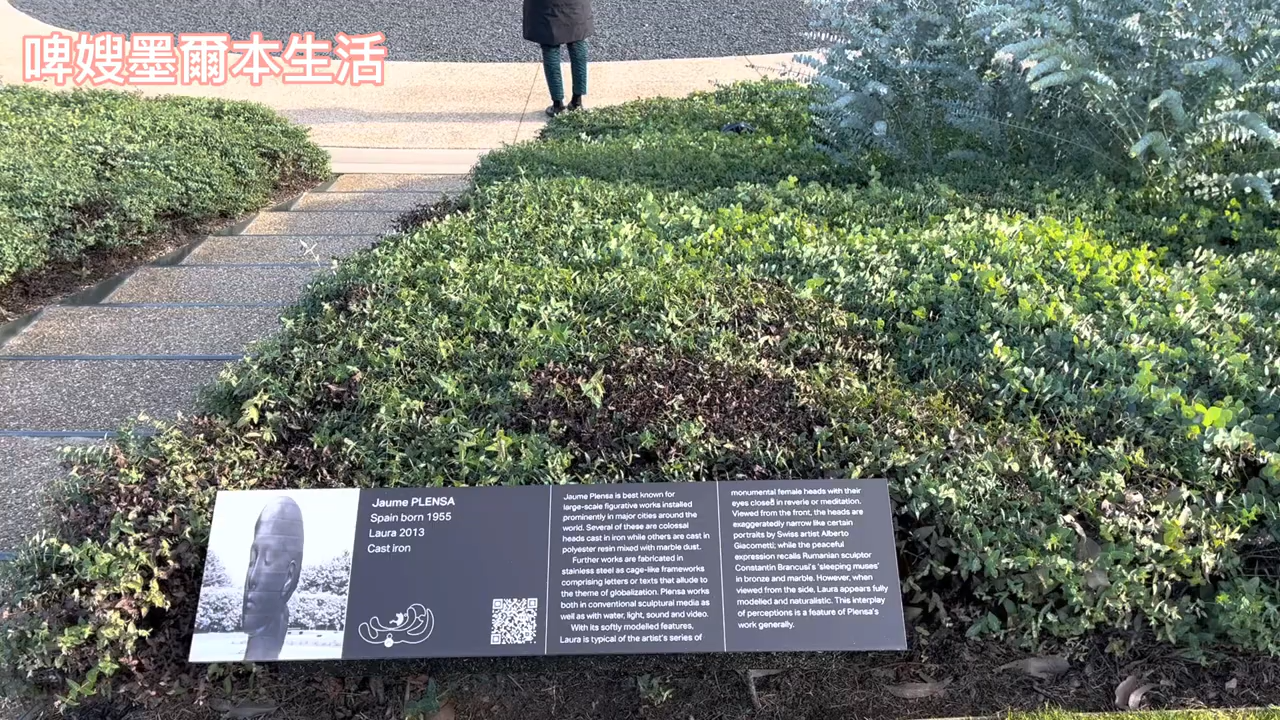 啤嫂墨爾本生活
Jaume PLENSA
Spain born 1955
Laura 2013
Cast iron
Jaume Plensa is best known for
large-scale figurative works installed
prominently in major cities around the
world. Several of these are colossal
heads cast in iron while others are cast in
polyester resin mixed with marble dust.
Further works are fabricated in
stainless steel as cage-like frameworks
comprising letters or texts that allude to
the theme of globalization. Plensa works
both in conventional sculptural media as
well as with water, light, sound and video.
With its softly modelled features,
Laura is typical of the artist's series of
monumental female heads with their
eyes closed in reverie or meditation.
Viewed from the front, the heads are
exaggeratedly narrow like certain
portraits by Swiss artist Alberto
Giacometti; while the peaceful
expression recalls Rumanian sculptor
Constantin Brancusi's 'sleeping muses'
in bronze and marble. However, when
viewed from the side, Laura appears fully
modelled and naturalistic. This interplay
of perceptions is a feature of Plensa's
work generally.